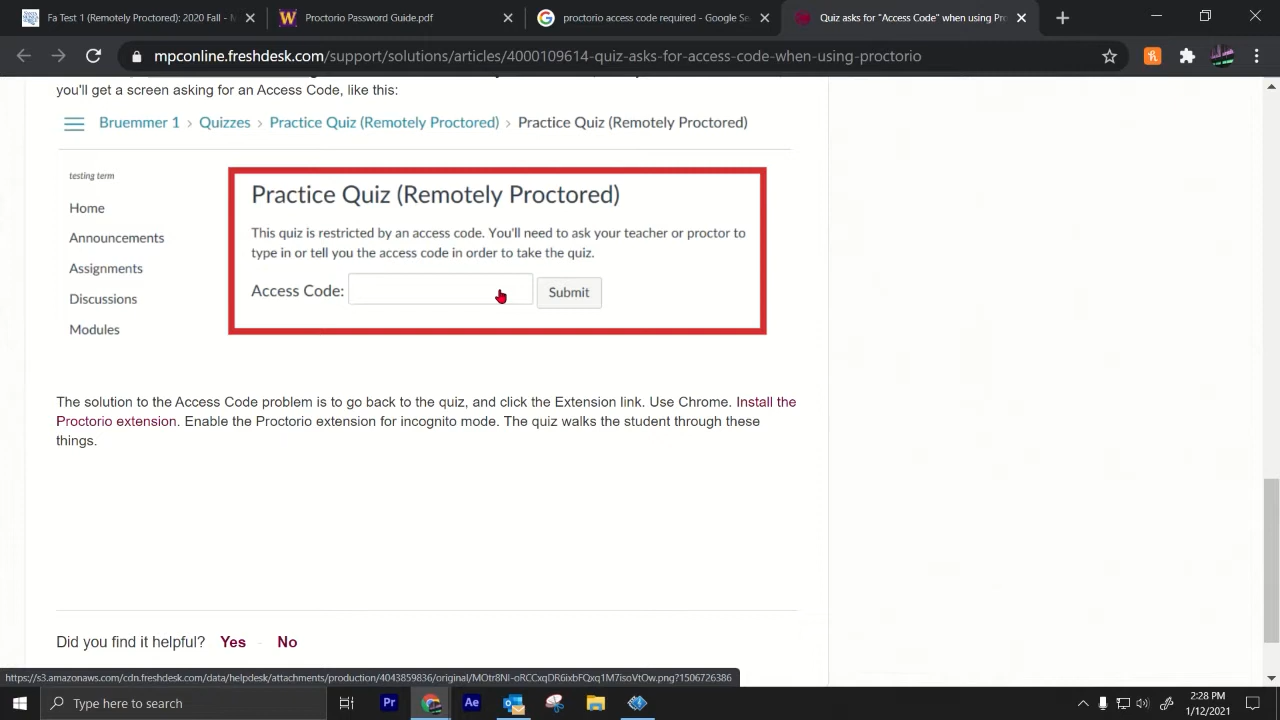 Fa Test 1 (Remotely Proctored): 2020 Fall - M
Proctorio Password Guide.pdf
proctorio access code required - Google Se
Quiz asks for "Access Code" when using Pro
mpconline.freshdesk.com/support/solutions/articles/4000109614-quiz-asks-for-access-code-when-using-proctorio
you'll get a screen asking for an Access Code, like this:
Bruemmer 1 > Quizzes > Practice Quiz (Remotely Proctored) > Practice Quiz (Remotely Proctored)
testing term
Home
Announcements
Assignments
Discussions
Modules
Practice Quiz (Remotely Proctored)
This quiz is restricted by an access code. You'll need to ask your teacher or proctor to
type in or tell you the access code in order to take the quiz.
Access Code:
Submit
The solution to the Access Code problem is to go back to the quiz, and click the Extension link. Use Chrome. Install the
Proctorio extension. Enable the Proctorio extension for incognito mode. The quiz walks the student through these
things.
Did you find it helpful? Yes No
https://s3.amazonaws.com/cdn.freshdesk.com/data/helpdesk/attachments/production/4043859836/original/MOtr8NI-oRCCxqDR6ixbFQxq1M7isoVtOw.png?1506726386
Type here to search
Pr
Ae
2:28 PM
1/12/2021